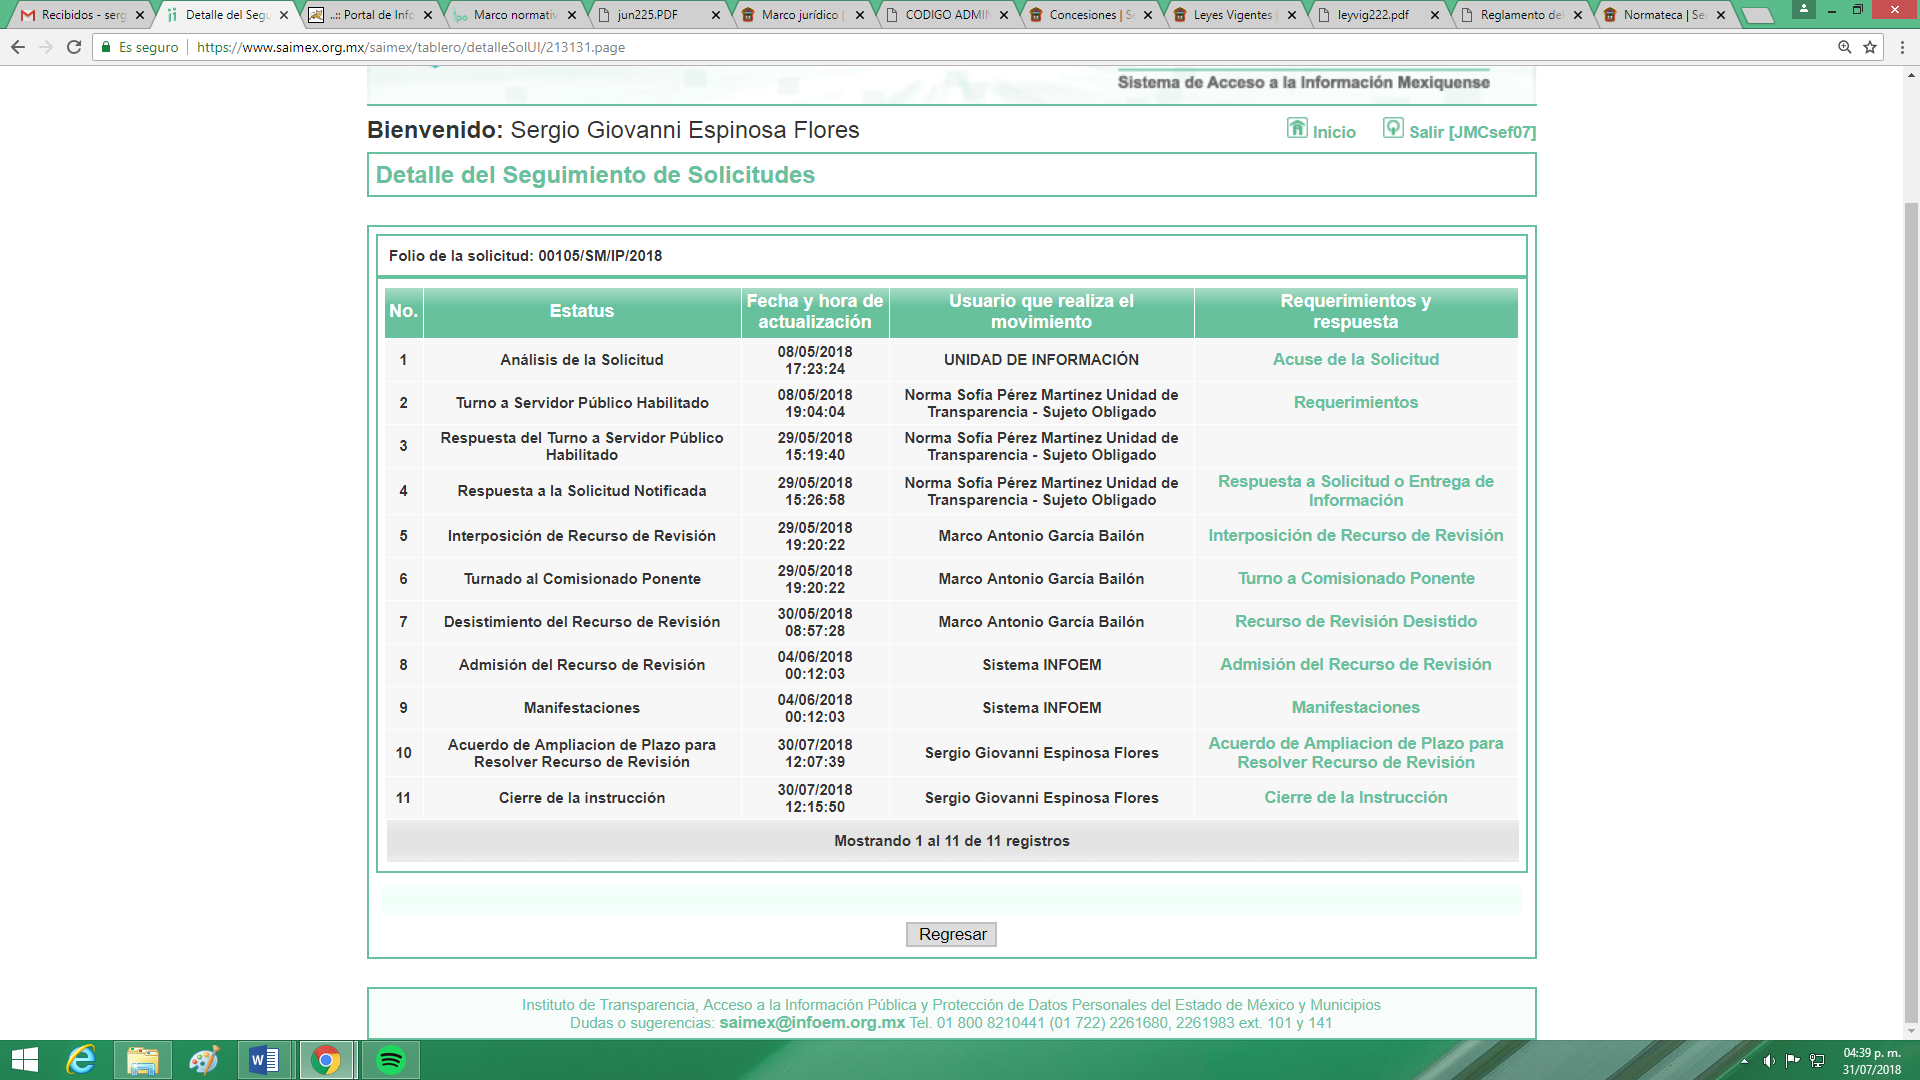 Recibidos - serg
Detalle del Segu
..:: Portal de Info
Marco normativ
jun225.PDF
Marco jurídico |
CODIGO ADMIN
Concesiones | S
Leyes Vigentes |
leyvig222.pdf
Reglamento de
Normateca | Se
Es seguro
https://www.saimex.org.mx/saimex/tablero/detalleSolUI/213131.page
Sistema de Acceso a la Información Mexiquense
Bienvenido: Sergio Giovanni Espinosa Flores
Inicio
Salir [JMCsef07]
Detalle del Seguimiento de Solicitudes
Folio de la solicitud: 00105/SM/IP/2018
No.
Estatus
Fecha y hora de
actualización
Usuario que realiza el
movimiento
Requerimientos y
respuesta
1
Análisis de la Solicitud
08/05/2018
17:23:24
UNIDAD DE INFORMACIÓN
Acuse de la Solicitud
2
Turno a Servidor Público Habilitado
08/05/2018
19:04:04
Norma Sofía Pérez Martínez Unidad de
Transparencia - Sujeto Obligado
Requerimientos
3
Respuesta del Turno a Servidor Público
Habilitado
29/05/2018
15:19:40
Norma Sofía Pérez Martínez Unidad de
Transparencia - Sujeto Obligado
4
Respuesta a la Solicitud Notificada
29/05/2018
15:26:58
Norma Sofía Pérez Martínez Unidad de
Transparencia - Sujeto Obligado
Respuesta a Solicitud o Entrega de
Información
5
Interposición de Recurso de Revisión
29/05/2018
19:20:22
Marco Antonio García Bailón
Interposición de Recurso de Revisión
6
Turnado al Comisionado Ponente
29/05/2018
19:20:22
Marco Antonio García Bailón
Turno a Comisionado Ponente
7
Desistimiento del Recurso de Revisión
30/05/2018
08:57:28
Marco Antonio García Bailón
Recurso de Revisión Desistido
8
Admisión del Recurso de Revisión
04/06/2018
00:12:03
Sistema INFOEM
Admisión del Recurso de Revisión
9
Manifestaciones
04/06/2018
00:12:03
Sistema INFOEM
Manifestaciones
10
Acuerdo de Ampliacion de Plazo para
Resolver Recurso de Revisión
30/07/2018
12:07:39
Sergio Giovanni Espinosa Flores
Acuerdo de Ampliacion de Plazo para
Resolver Recurso de Revisión
11
Cierre de la instrucción
30/07/2018
12:15:50
Sergio Giovanni Espinosa Flores
Cierre de la Instrucción
Mostrando 1 al 11 de 11 registros
Regresar
Instituto de Transparencia, Acceso a la Información Pública y Protección de Datos Personales del Estado de México y Municipios
Dudas o sugerencias: saimex@infoem.org.mx Tel. 01 800 8210441 (01 722) 2261680, 2261983 ext. 101 y 141
04:39 p. m.
31/07/2018